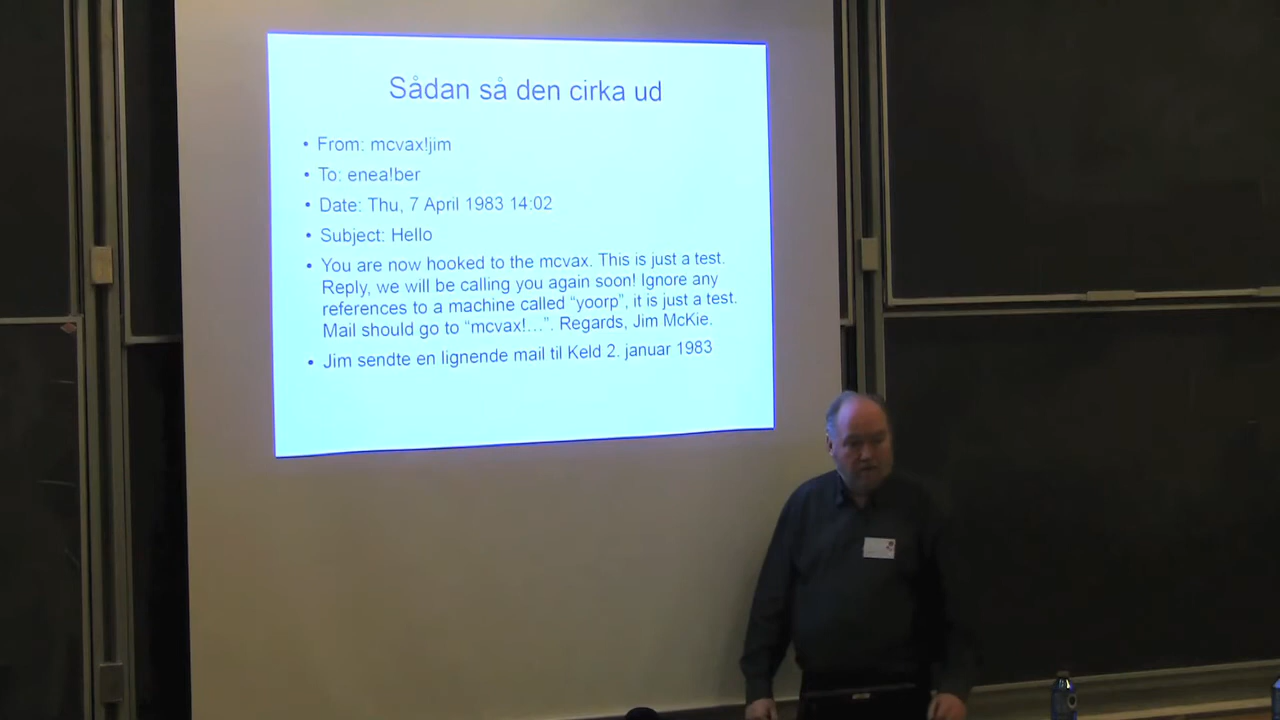 Sådan så den cirka ud
• From: mcvax!jim
• To: enea!ber
• Date: Thu, 7 April 1983 14:02
• Subject: Hello
• You are now hooked to the mcvax. This is just a test.
Reply, we will be calling you again soon! Ignore any
references to a machine called “yoorp”, it is just a test.
Mail should go to “mcvax!…”. Regards, Jim McKie.
• Jim sendte en lignende mail til Keld 2. januar 1983